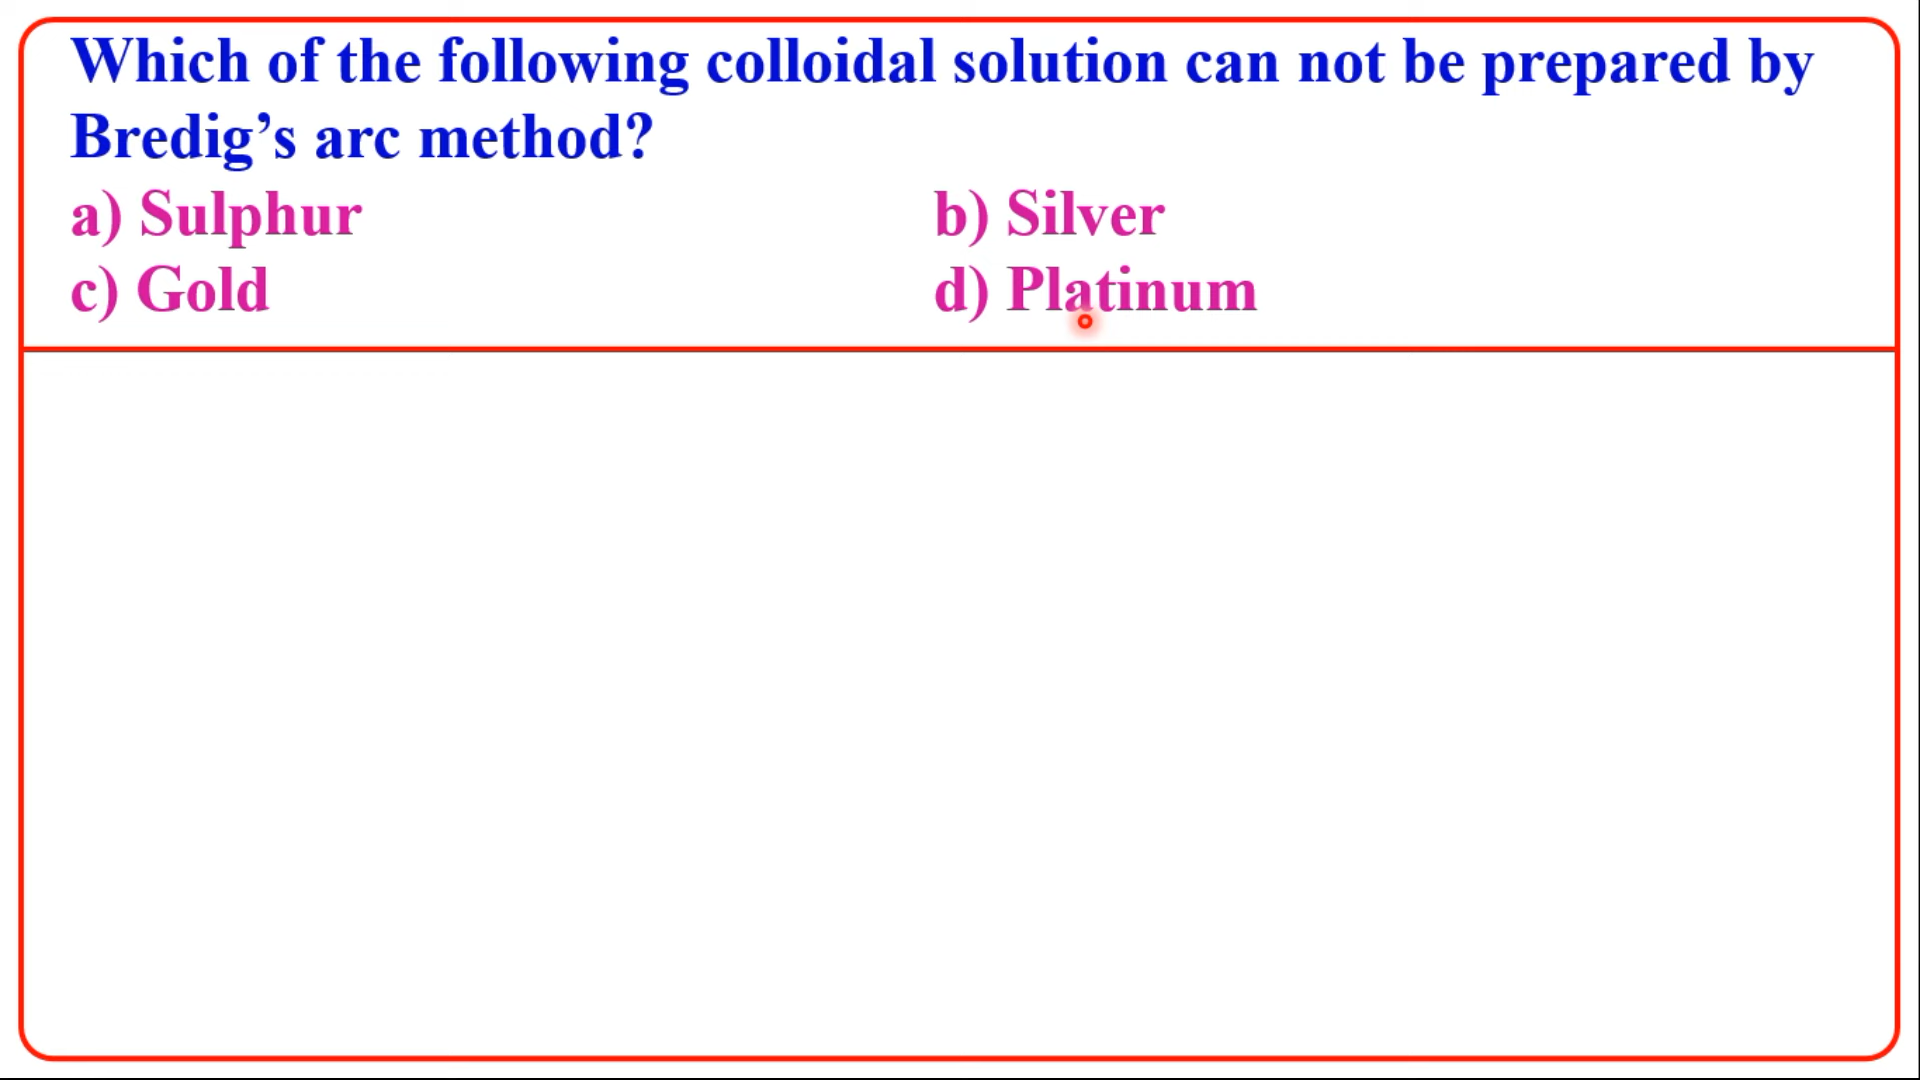 Which of the following colloidal solution can not be prepared by
Bredig’s arc method?
a) Sulphur b) Silver
c) Gold d) Platinum